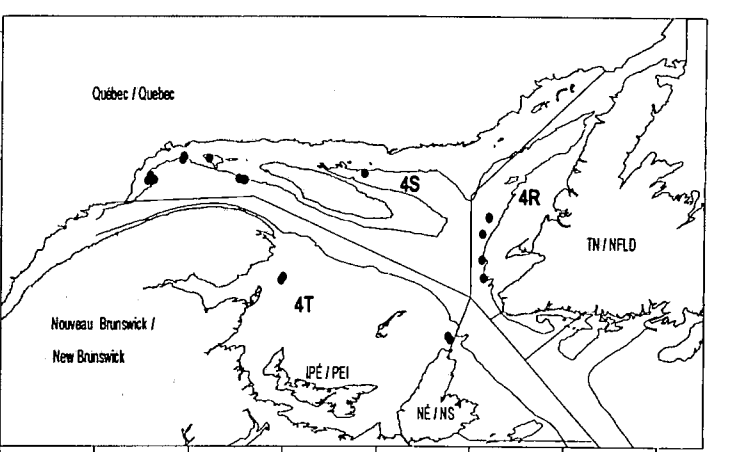 Québec / Quebec
4S
4R
TN / NFLD
4T
Nouveau Brunswick /
New Brunswick
IPÉ / PEI
NÉ / NS